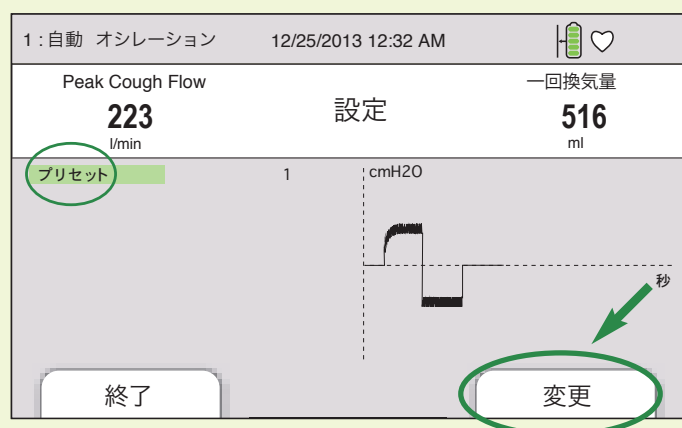 1 : 自動 オシレーション 12/25/2013 12:32 AM
Peak Cough Flow
223
l/min
設定
一回換気量
516
ml
プリセット 1 cmH2O
秒
終了 変更